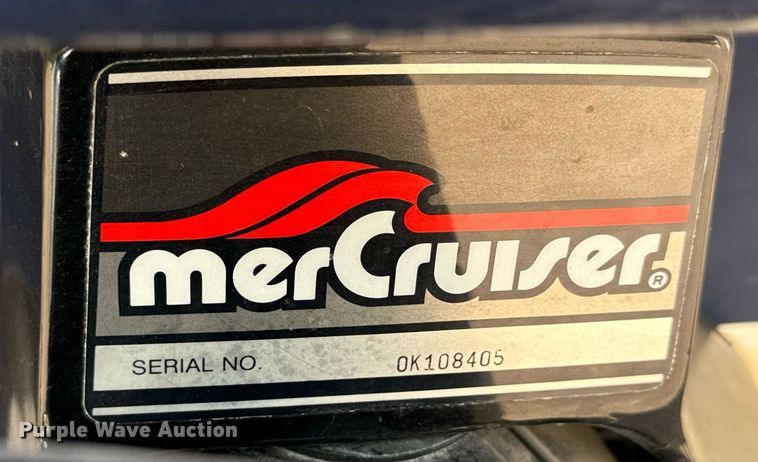 merCruiser®
SERIAL NO. 0K108405
Purple Wave Auction